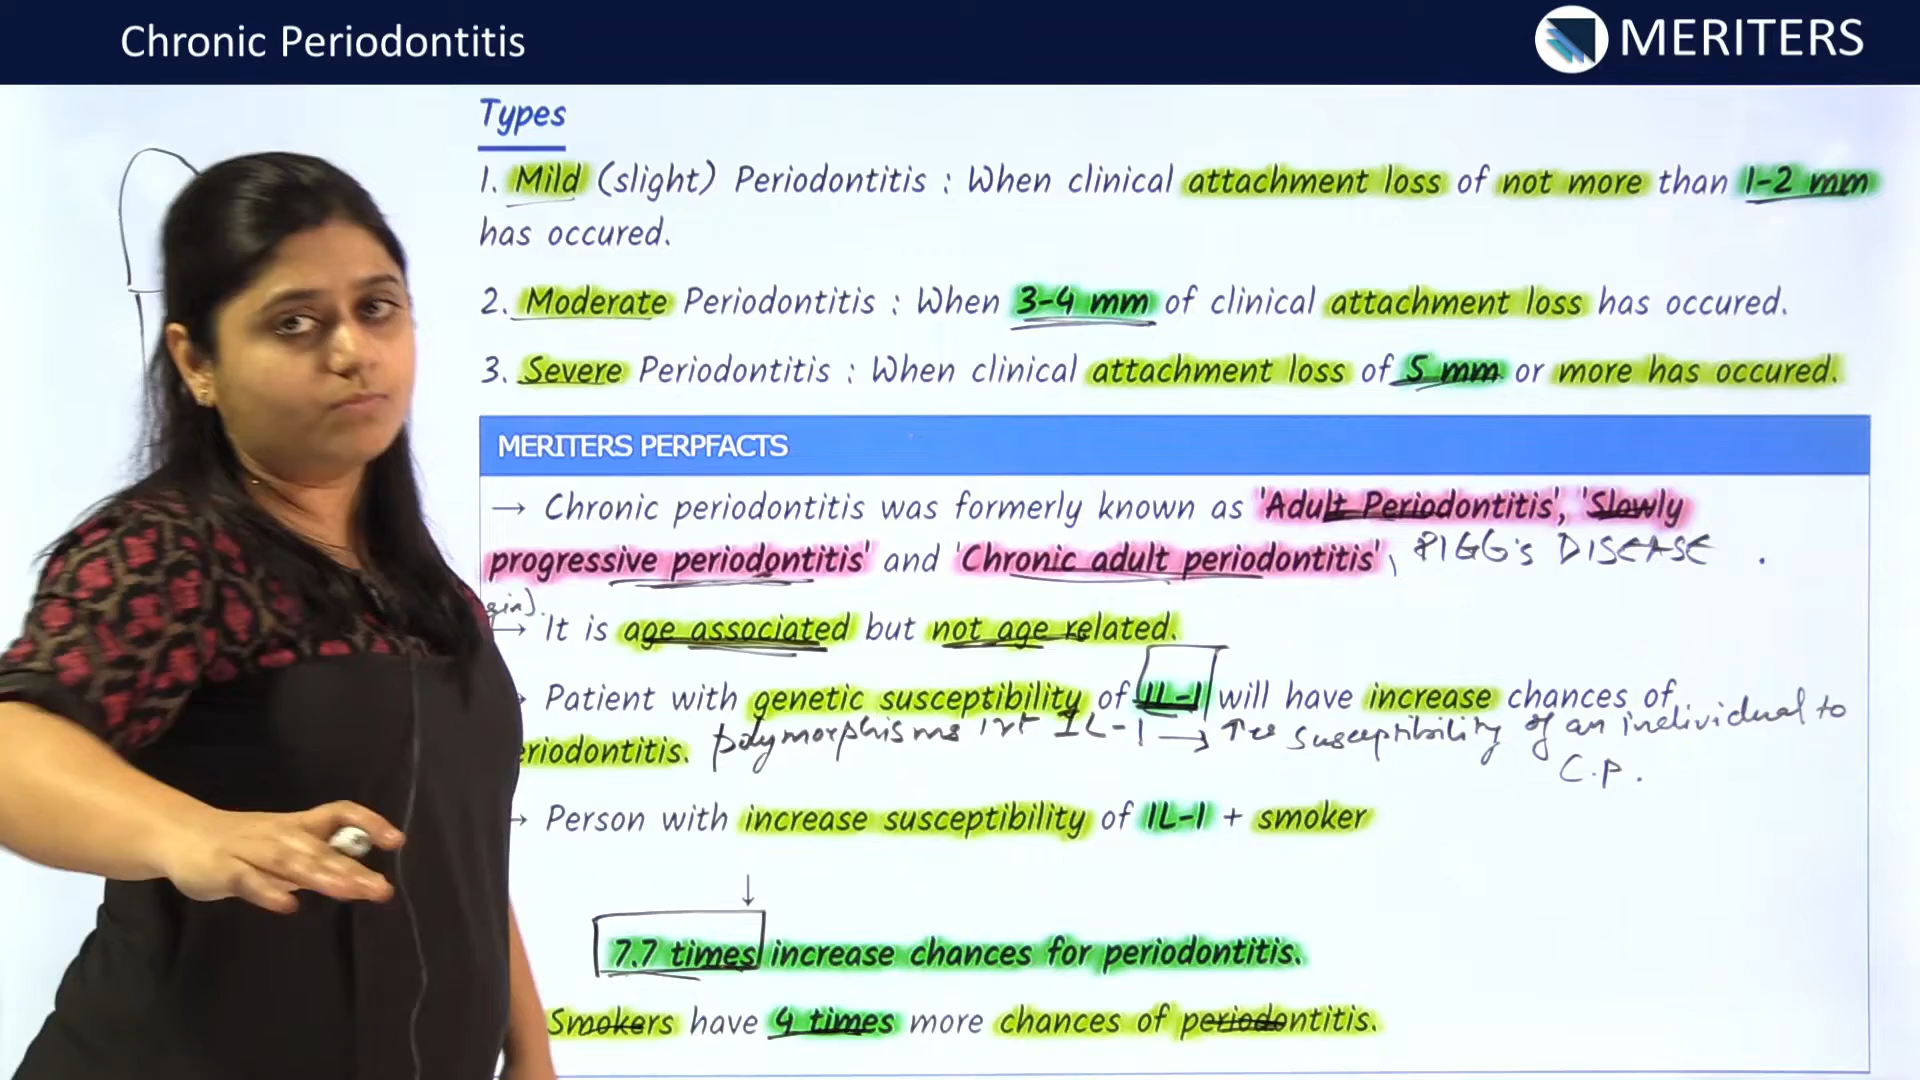 Chronic Periodontitis
MERITERS
Types
1. Mild (slight) Periodontitis : When clinical attachment loss of not more than 1-2 mm
has occured.
2. Moderate Periodontitis : When 3-4 mm of clinical attachment loss has occured.
3. Severe Periodontitis : When clinical attachment loss of 5 mm or more has occured.
MERITERS PERPFACTS
→ Chronic periodontitis was formerly known as 'Adult Periodontitis', 'Slowly
progressive periodontitis' and 'Chronic adult periodontitis', PIGG's DISEASE .
gin).
→ It is age associated but not age related.
Patient with genetic susceptibility of IL-1 will have increase chances of
eriodontitis. polymorphisms irt IL-1 → ↑es susceptibility of an individual to
C.P.
→ Person with increase susceptibility of IL-1 + smoker
↓
7.7 times increase chances for periodontitis.
Smokers have 4 times more chances of periodontitis.